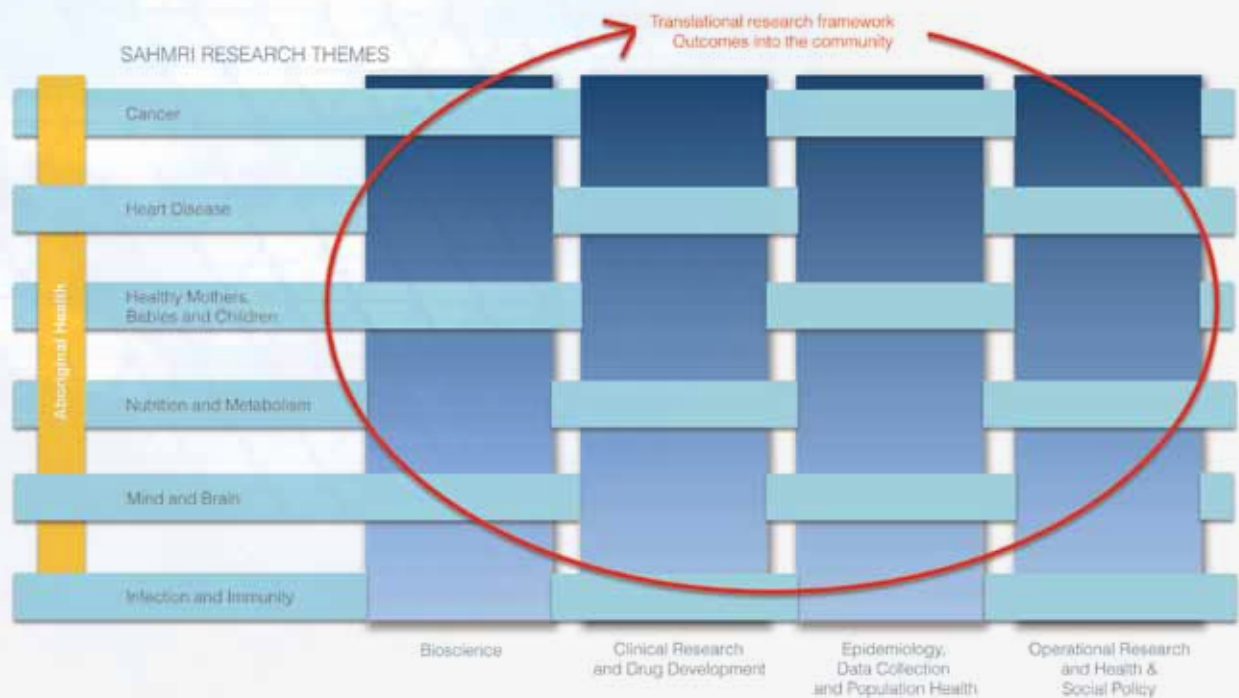 Translational research framework
Outcomes into the community
SAHMRI RESEARCH THEMES
Cancer
Heart Disease
Healthy Mothers,
Babies and Children
Aboriginal Health
Nutrition and Metabolism
Mind and Brain
Infection and Immunity
Bioscience
Clinical Research
and Drug Development
Epidemiology,
Data Collection
and Population Health
Operational Research
and Health &
Social Policy